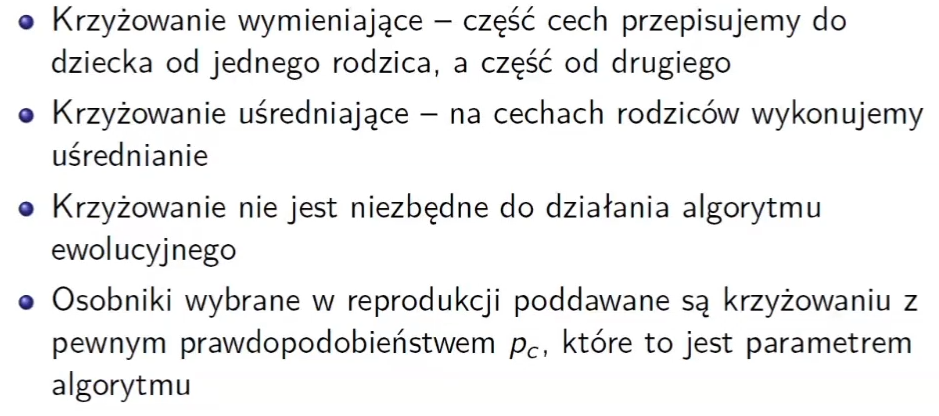 Krzyżowanie wymieniające – część cech przepisujemy do
dziecka od jednego rodzica, a część od drugiego
Krzyżowanie uśredniające – na cechach rodziców wykonujemy
uśrednianie
Krzyżowanie nie jest niezbędne do działania algorytmu
ewolucyjnego
Osobniki wybrane w reprodukcji poddawane są krzyżowaniu z
pewnym prawdopodobieństwem p_c, które to jest parametrem
algorytmu